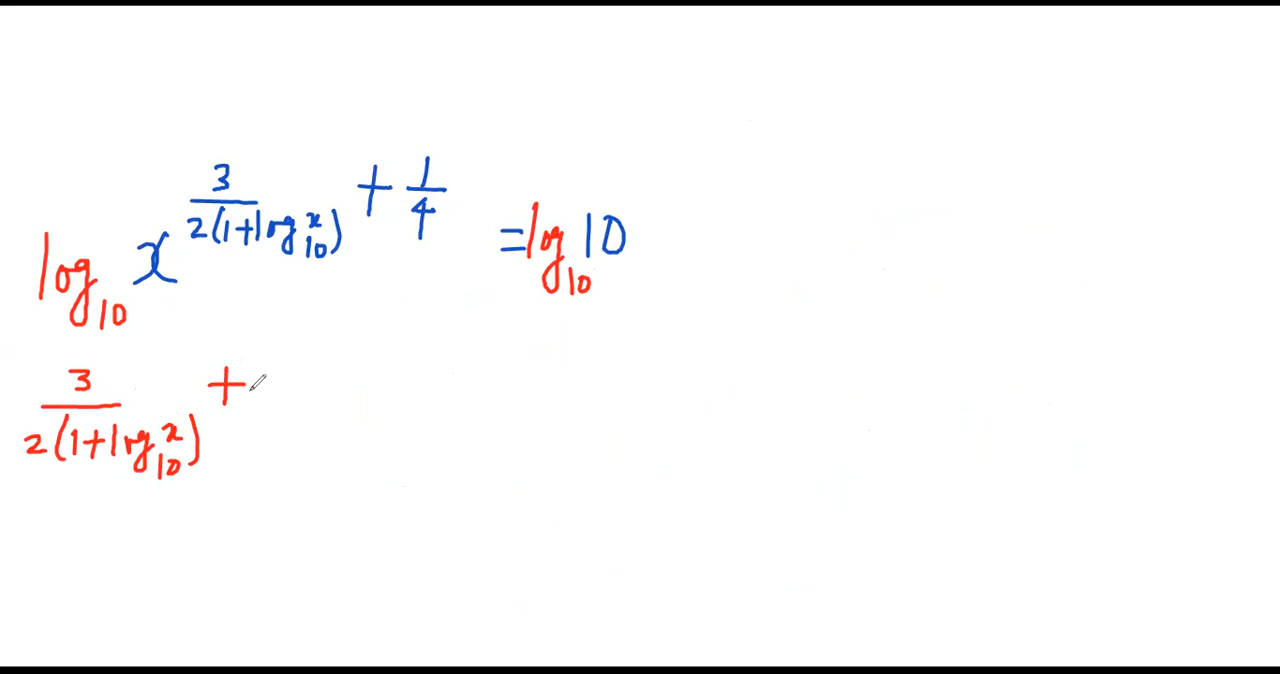 log₁₀ x^(3/(2(1+log₁₀ x)) + 1/4) = log₁₀ 10
3/(2(1+log₁₀ x)) +